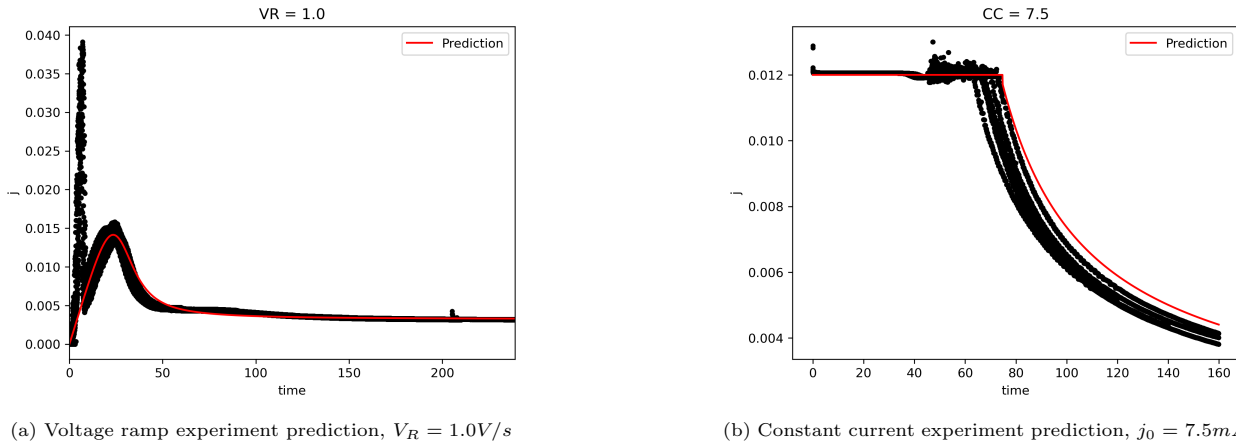 VR = 1.0
0.040
0.035
0.030
0.025
0.020
0.015
0.010
0.005
0.000
j
0
50
100
150
200
time
Prediction
(a) Voltage ramp experiment prediction, V_R = 1.0V/s
CC = 7.5
0.012
0.010
0.008
0.006
0.004
j
0
20
40
60
80
100
120
140
160
time
Prediction
(b) Constant current experiment prediction, j_0 = 7.5m